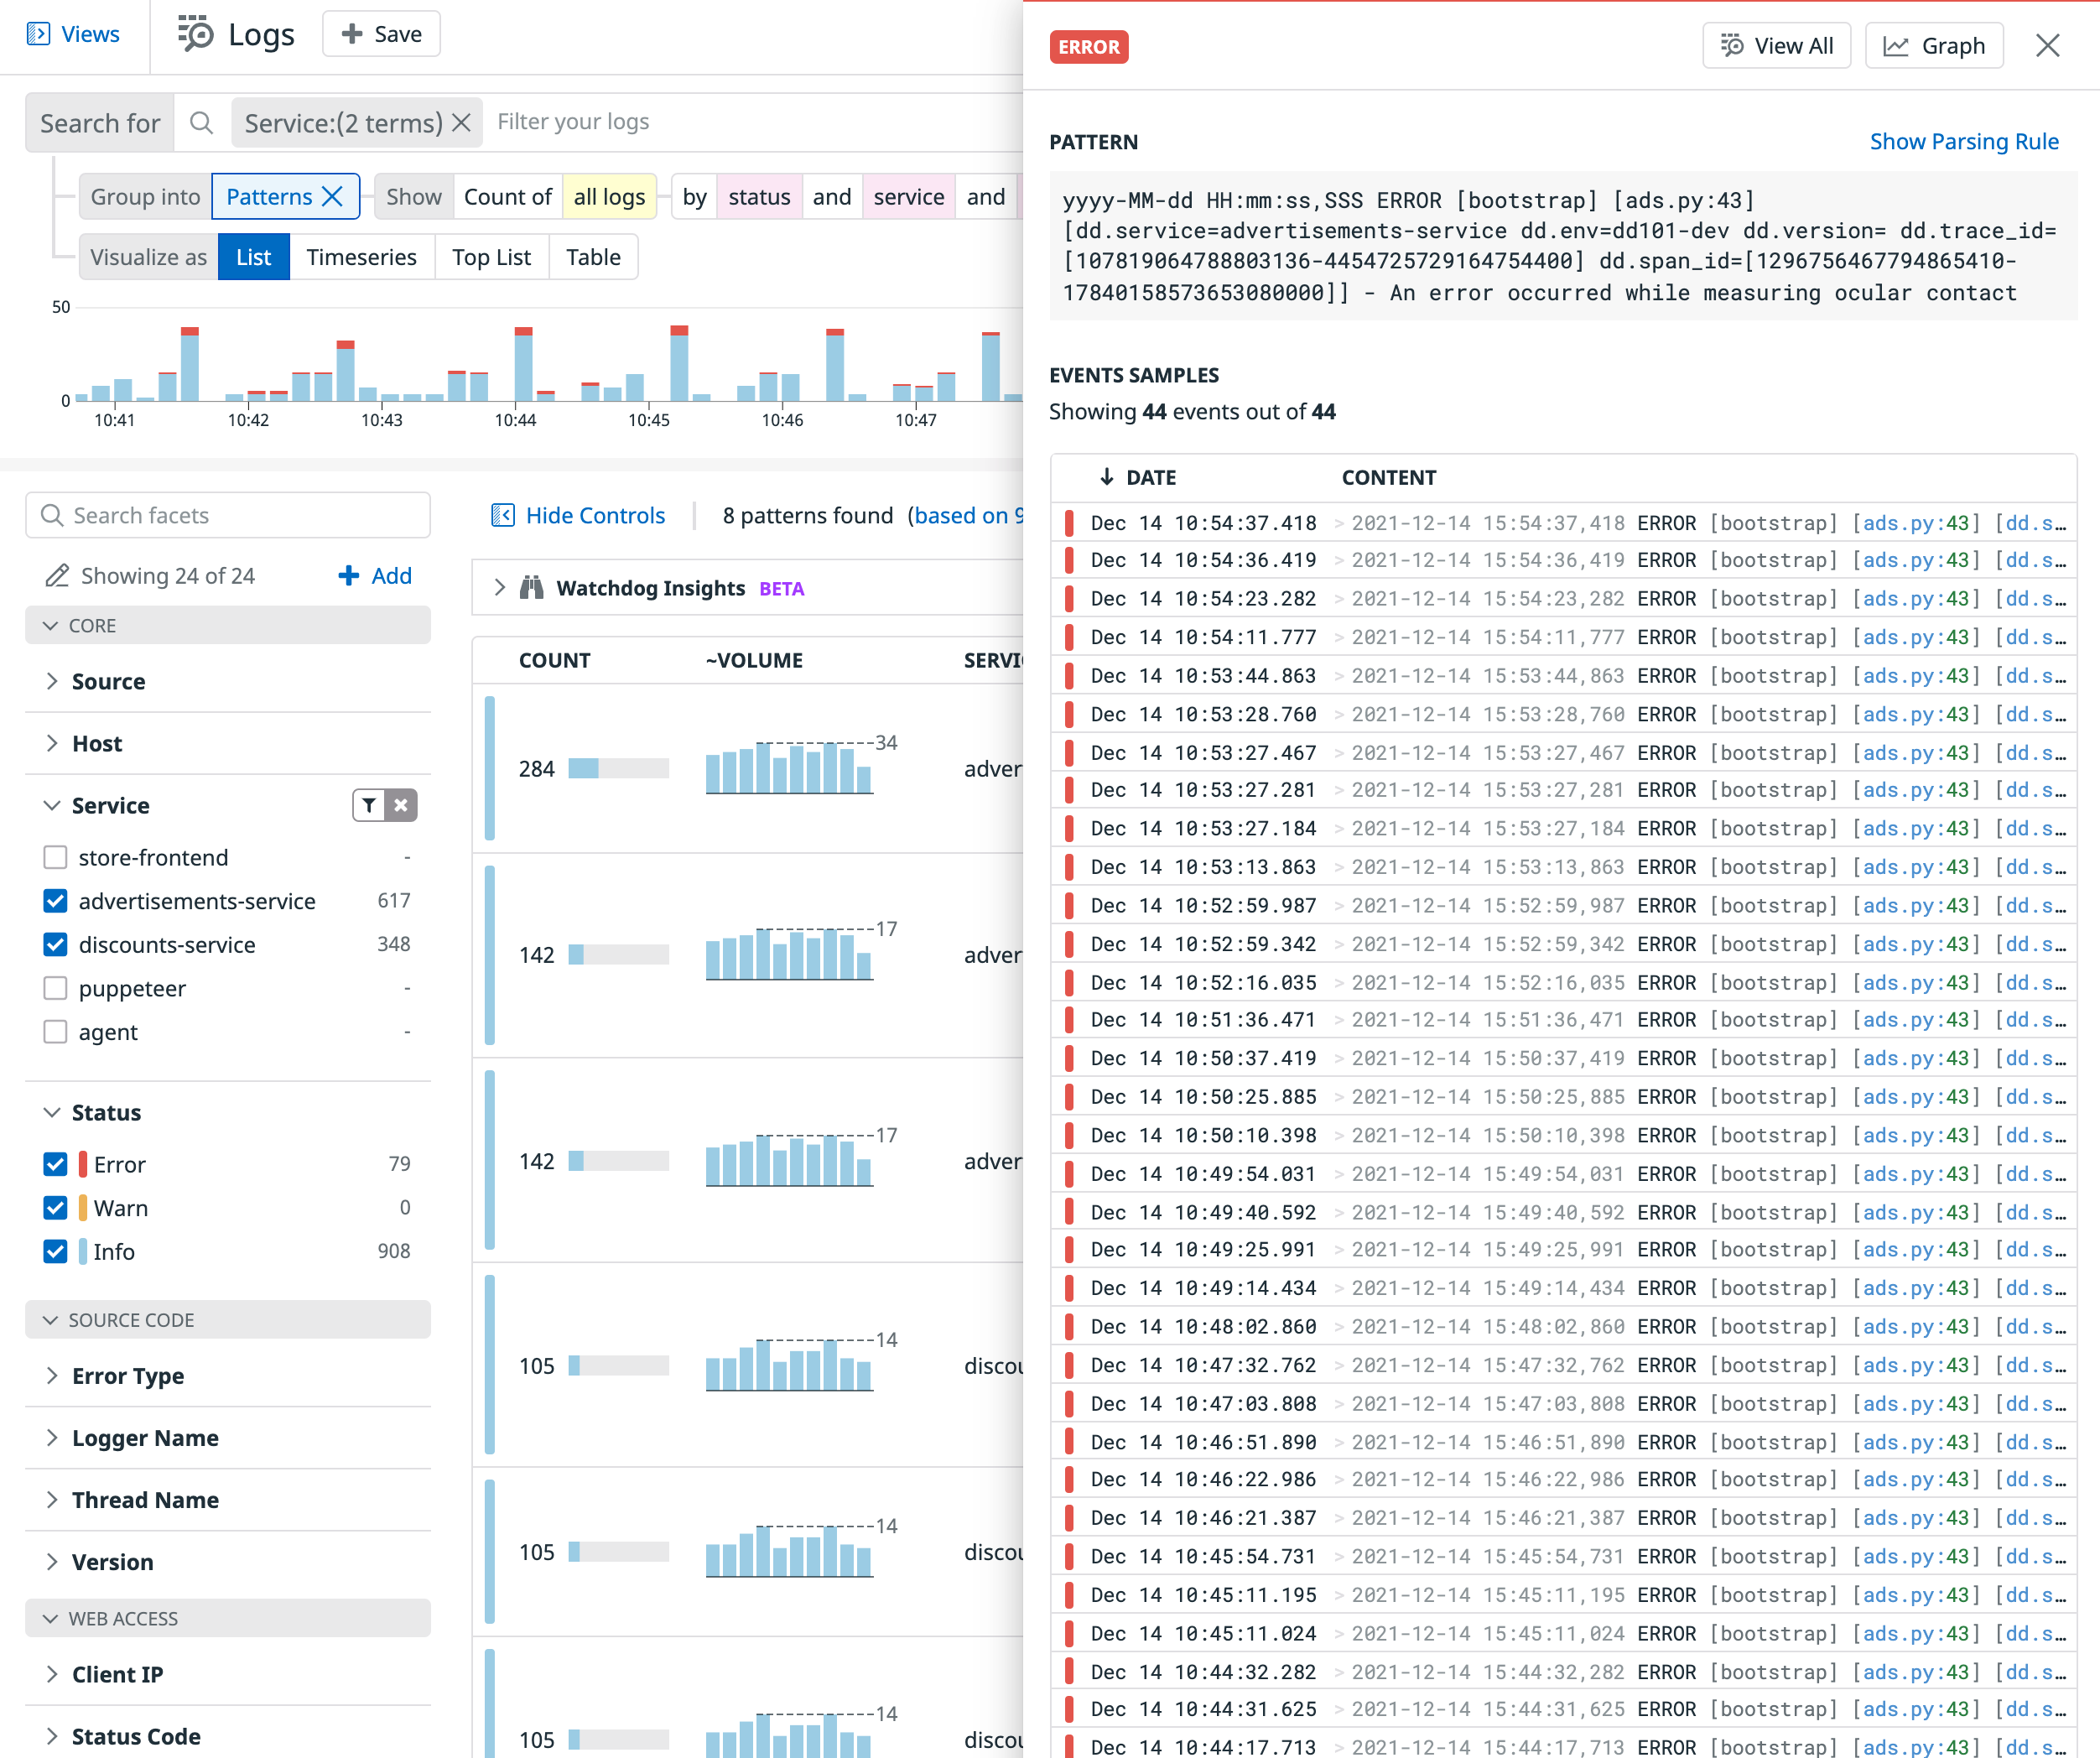 Views
Logs
Save
Search for
Service:(2 terms)
Filter your logs
Group into Patterns Show Count of all logs by status and service and
Visualize as List Timeseries Top List Table
50
0
10:41 10:42 10:43 10:44 10:45 10:46 10:47
Search facets
Showing 24 of 24 Add
CORE
Source
Host
Service
store-frontend -
advertisements-service 617
discounts-service 348
puppeteer -
agent -
Status
Error 79
Warn 0
Info 908
SOURCE CODE
Error Type
Logger Name
Thread Name
Version
WEB ACCESS
Client IP
Status Code
Hide Controls 8 patterns found (based on 9
Watchdog Insights BETA
COUNT ~VOLUME SERVI
284 34 adver
142 17 adver
142 17 adver
105 14 discou
105 14 discou
105 14 discou
ERROR
View All
Graph
PATTERN
Show Parsing Rule
yyyy-MM-dd HH:mm:ss,SSS ERROR [bootstrap] [ads.py:43]
[dd.service=advertisements-service dd.env=dd101-dev dd.version= dd.trace_id=
[107819064788803136-4454725729164754400] dd.span_id=[1296756467794865410-
17840158573653080000]] - An error occurred while measuring ocular contact
EVENTS SAMPLES
Showing 44 events out of 44
DATE CONTENT
Dec 14 10:54:37.418 > 2021-12-14 15:54:37,418 ERROR [bootstrap] [ads.py:43] [dd.s…
Dec 14 10:54:36.419 > 2021-12-14 15:54:36,419 ERROR [bootstrap] [ads.py:43] [dd.s…
Dec 14 10:54:23.282 > 2021-12-14 15:54:23,282 ERROR [bootstrap] [ads.py:43] [dd.s…
Dec 14 10:54:11.777 > 2021-12-14 15:54:11,777 ERROR [bootstrap] [ads.py:43] [dd.s…
Dec 14 10:53:44.863 > 2021-12-14 15:53:44,863 ERROR [bootstrap] [ads.py:43] [dd.s…
Dec 14 10:53:28.760 > 2021-12-14 15:53:28,760 ERROR [bootstrap] [ads.py:43] [dd.s…
Dec 14 10:53:27.467 > 2021-12-14 15:53:27,467 ERROR [bootstrap] [ads.py:43] [dd.s…
Dec 14 10:53:27.281 > 2021-12-14 15:53:27,281 ERROR [bootstrap] [ads.py:43] [dd.s…
Dec 14 10:53:27.184 > 2021-12-14 15:53:27,184 ERROR [bootstrap] [ads.py:43] [dd.s…
Dec 14 10:53:13.863 > 2021-12-14 15:53:13,863 ERROR [bootstrap] [ads.py:43] [dd.s…
Dec 14 10:52:59.987 > 2021-12-14 15:52:59,987 ERROR [bootstrap] [ads.py:43] [dd.s…
Dec 14 10:52:59.342 > 2021-12-14 15:52:59,342 ERROR [bootstrap] [ads.py:43] [dd.s…
Dec 14 10:52:16.035 > 2021-12-14 15:52:16,035 ERROR [bootstrap] [ads.py:43] [dd.s…
Dec 14 10:51:36.471 > 2021-12-14 15:51:36,471 ERROR [bootstrap] [ads.py:43] [dd.s…
Dec 14 10:50:37.419 > 2021-12-14 15:50:37,419 ERROR [bootstrap] [ads.py:43] [dd.s…
Dec 14 10:50:25.885 > 2021-12-14 15:50:25,885 ERROR [bootstrap] [ads.py:43] [dd.s…
Dec 14 10:50:10.398 > 2021-12-14 15:50:10,398 ERROR [bootstrap] [ads.py:43] [dd.s…
Dec 14 10:49:54.031 > 2021-12-14 15:49:54,031 ERROR [bootstrap] [ads.py:43] [dd.s…
Dec 14 10:49:40.592 > 2021-12-14 15:49:40,592 ERROR [bootstrap] [ads.py:43] [dd.s…
Dec 14 10:49:25.991 > 2021-12-14 15:49:25,991 ERROR [bootstrap] [ads.py:43] [dd.s…
Dec 14 10:49:14.434 > 2021-12-14 15:49:14,434 ERROR [bootstrap] [ads.py:43] [dd.s…
Dec 14 10:48:02.860 > 2021-12-14 15:48:02,860 ERROR [bootstrap] [ads.py:43] [dd.s…
Dec 14 10:47:32.762 > 2021-12-14 15:47:32,762 ERROR [bootstrap] [ads.py:43] [dd.s…
Dec 14 10:47:03.808 > 2021-12-14 15:47:03,808 ERROR [bootstrap] [ads.py:43] [dd.s…
Dec 14 10:46:51.890 > 2021-12-14 15:46:51,890 ERROR [bootstrap] [ads.py:43] [dd.s…
Dec 14 10:46:22.986 > 2021-12-14 15:46:22,986 ERROR [bootstrap] [ads.py:43] [dd.s…
Dec 14 10:46:21.387 > 2021-12-14 15:46:21,387 ERROR [bootstrap] [ads.py:43] [dd.s…
Dec 14 10:45:54.731 > 2021-12-14 15:45:54,731 ERROR [bootstrap] [ads.py:43] [dd.s…
Dec 14 10:45:11.195 > 2021-12-14 15:45:11,195 ERROR [bootstrap] [ads.py:43] [dd.s…
Dec 14 10:45:11.024 > 2021-12-14 15:45:11,024 ERROR [bootstrap] [ads.py:43] [dd.s…
Dec 14 10:44:32.282 > 2021-12-14 15:44:32,282 ERROR [bootstrap] [ads.py:43] [dd.s…
Dec 14 10:44:31.625 > 2021-12-14 15:44:31,625 ERROR [bootstrap] [ads.py:43] [dd.s…
Dec 14 10:44:17.713 > 2021-12-14 15:44:17,713 ERROR [bootstrap] [ads.py:43] [dd.s…